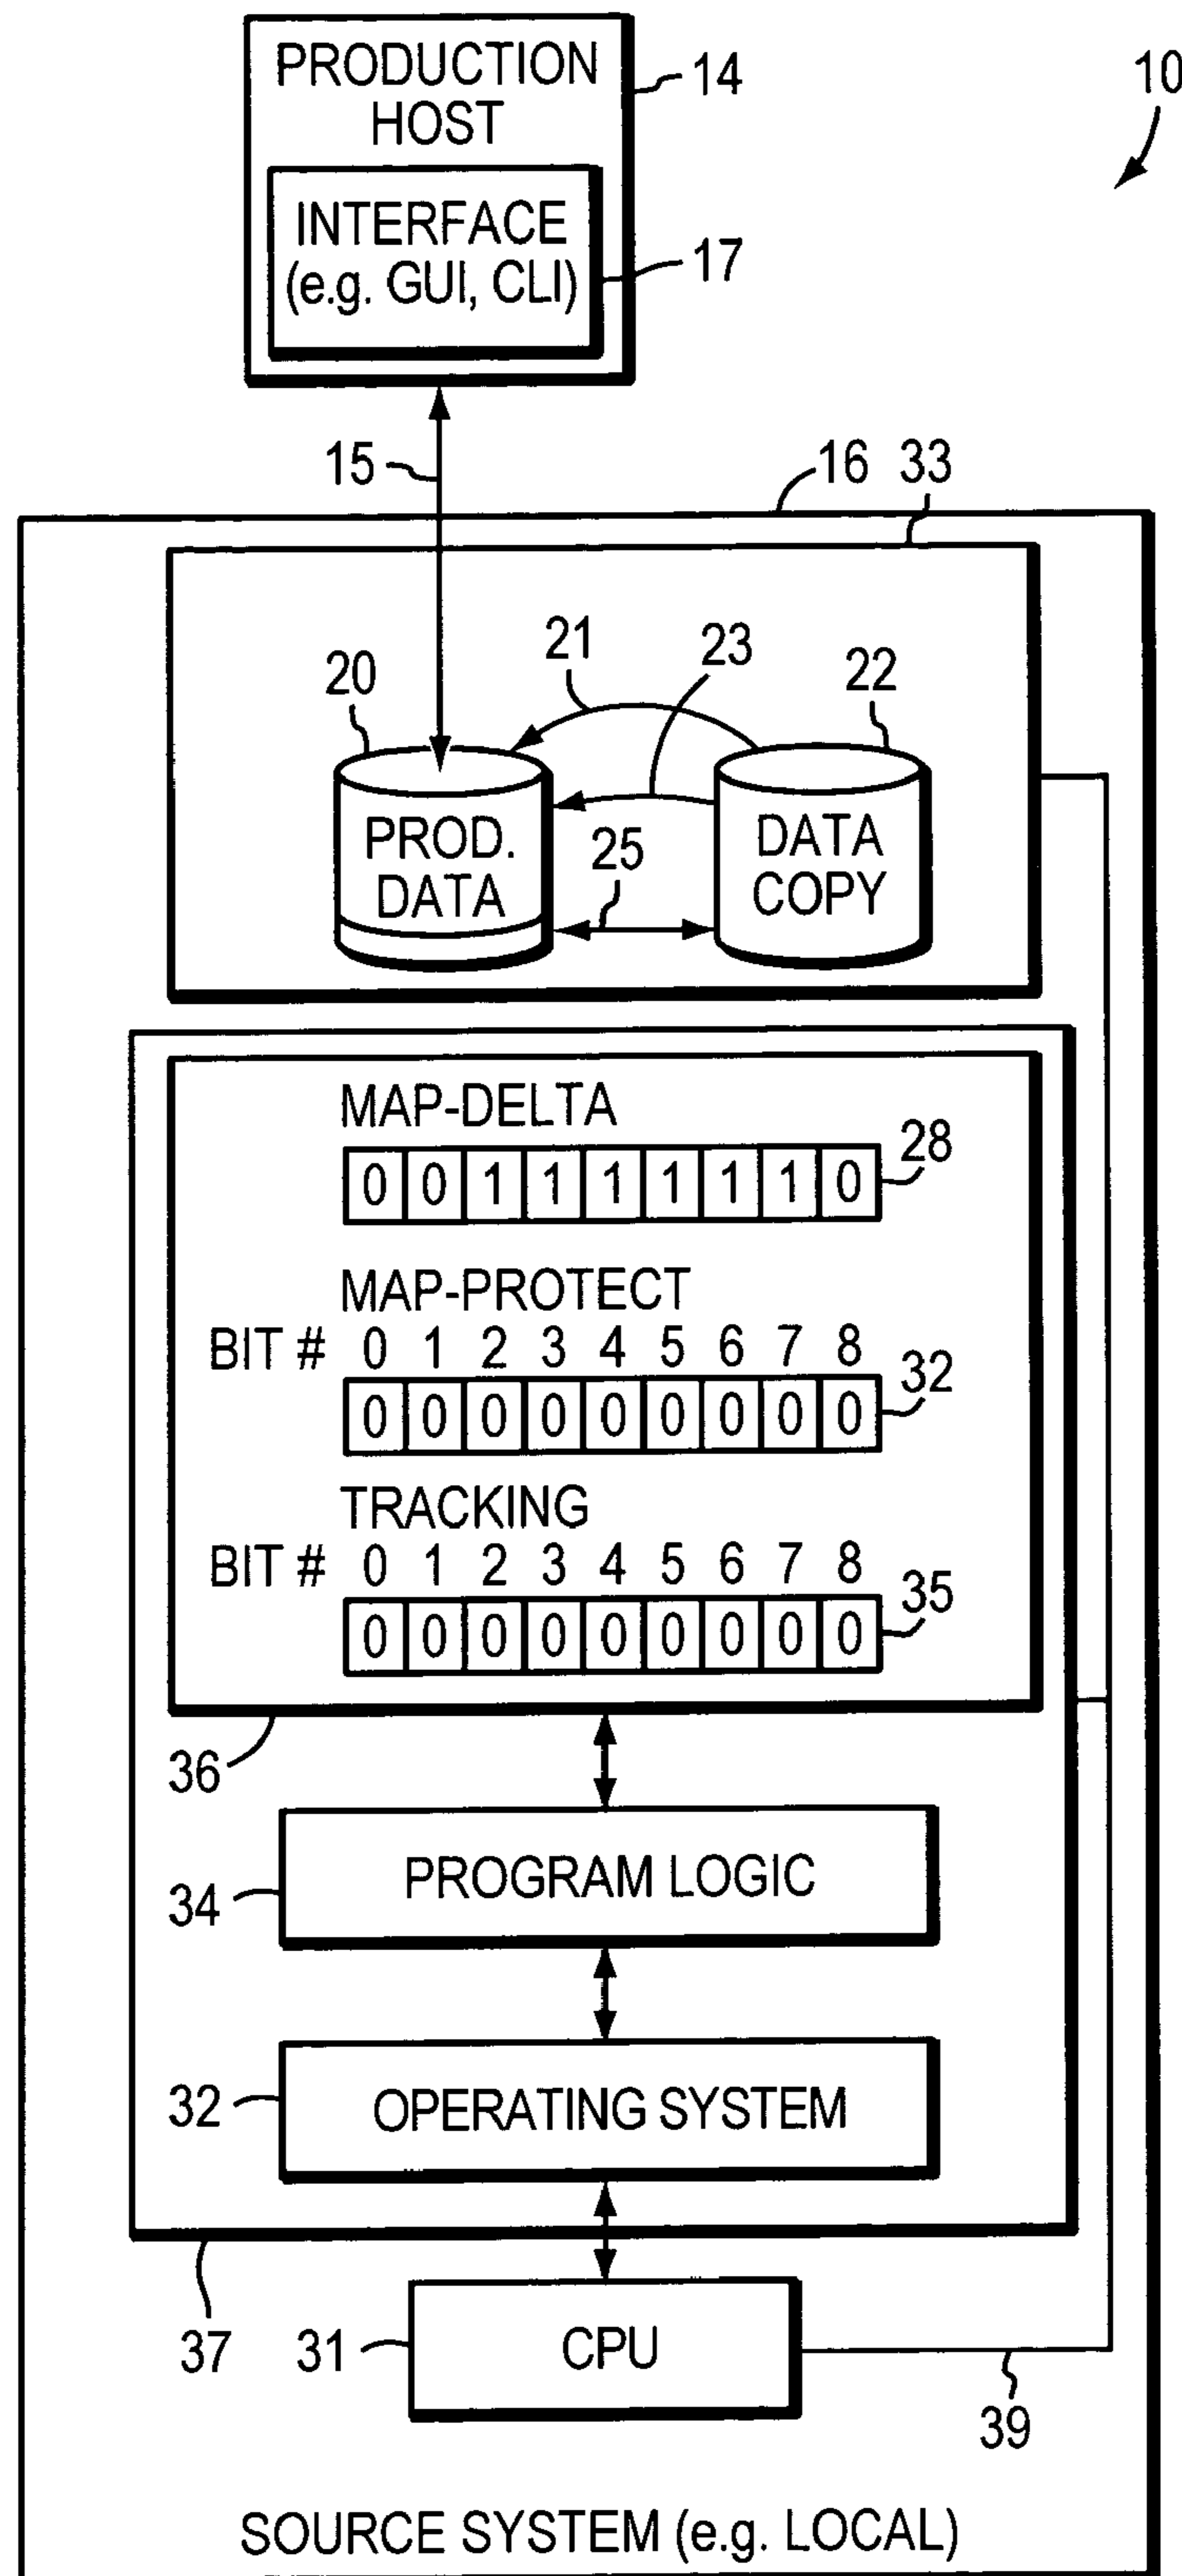 PRODUCTION
HOST
14
10
INTERFACE
(e.g. GUI, CLI)
17
15
16
33
21
23
20
22
PROD.
DATA
25
DATA
COPY
MAP-DELTA
0 0 1 1 1 1 1 1 0
28
MAP-PROTECT
BIT # 0 1 2 3 4 5 6 7 8
0 0 0 0 0 0 0 0 0
32
TRACKING
BIT # 0 1 2 3 4 5 6 7 8
0 0 0 0 0 0 0 0 0
35
36
PROGRAM LOGIC
34
OPERATING SYSTEM
32
37
31
CPU
39
SOURCE SYSTEM (e.g. LOCAL)